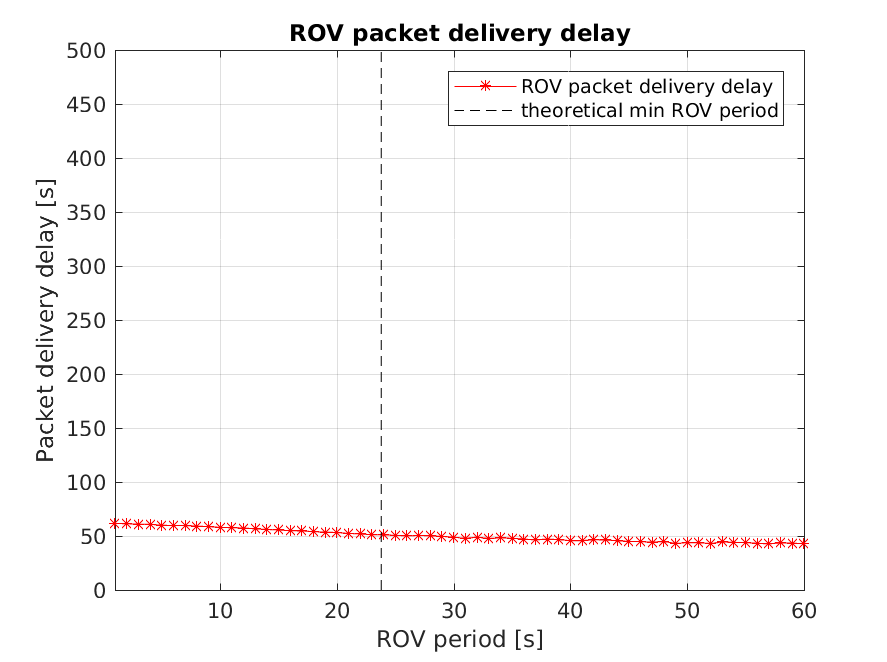 ROV packet delivery delay
ROV packet delivery delay
theoretical min ROV period
Packet delivery delay [s]
500
450
400
350
300
250
200
150
100
50
0
10 20 30 40 50 60
ROV period [s]